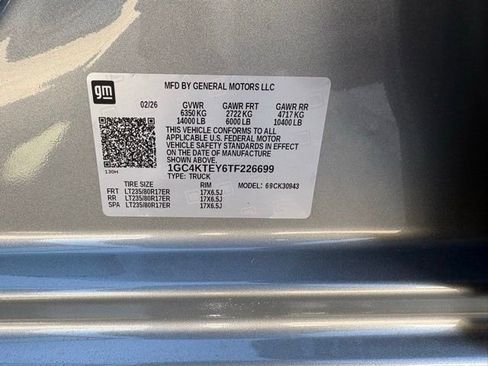 gm
MFD BY GENERAL MOTORS LLC
02/26 GVWR GAWR FRT GAWR RR
6350 KG 2722 KG 4717 KG
14000 LB 6000 LB 10400 LB
THIS VEHICLE CONFORMS TO ALL
APPLICABLE U.S. FEDERAL MOTOR
VEHICLE SAFETY STANDARDS IN EFFECT
ON THE DATE OF MANUFACTURE
SHOWN ABOVE.
1GC4KTEY6TF226699
130H
TYPE: TRUCK
TIRE SIZE RIM MODEL: 69CK30943
FRT LT235/80R17ER 17X6.5J
RR LT235/80R17ER 17X6.5J
SPA LT235/80R17ER 17X6.5J